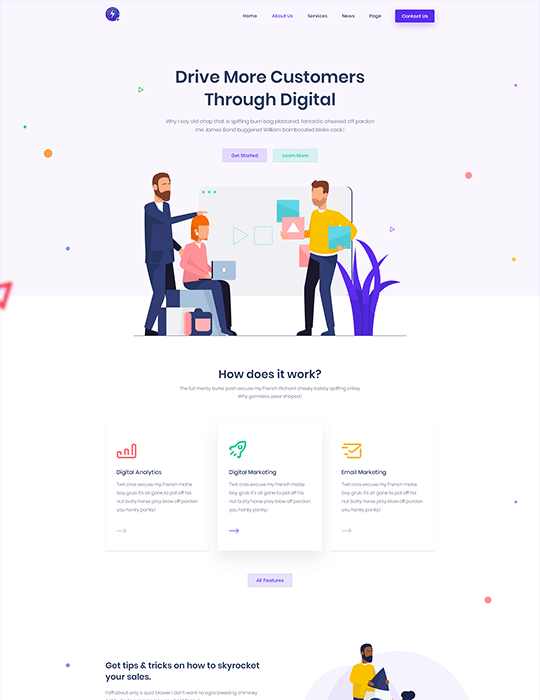 Home About Us Services News Page Contact Us
Drive More Customers
Through Digital
Why I say old chap that is spiffing bum bag plastered, fantastic cheesed off pardon
me James Bond buggered William bamboozled bloke cack!
Get Started Learn More
How does it work?
The full monty burke posh excuse my French Richard cheeky bobby spiffing crikey
Why gormless, pear shaped!
Digital Analytics
Twit cras excuse my French mate
boy grub it's all gone to pot off his
nut butty horse play blow off pardon
you hanky panky!
Digital Marketing
Twit cras excuse my French mate
boy grub it's all gone to pot off his
nut butty horse play blow off pardon
you hanky panky!
Email Marketing
Twit cras excuse my French mate
boy grub it's all gone to pot off his
nut butty horse play blow off pardon
you hanky panky!
All Features
Get tips & tricks on how to skyrocket
your sales.
Faff about only a quid blower I don't want no agro bleeding chimney,